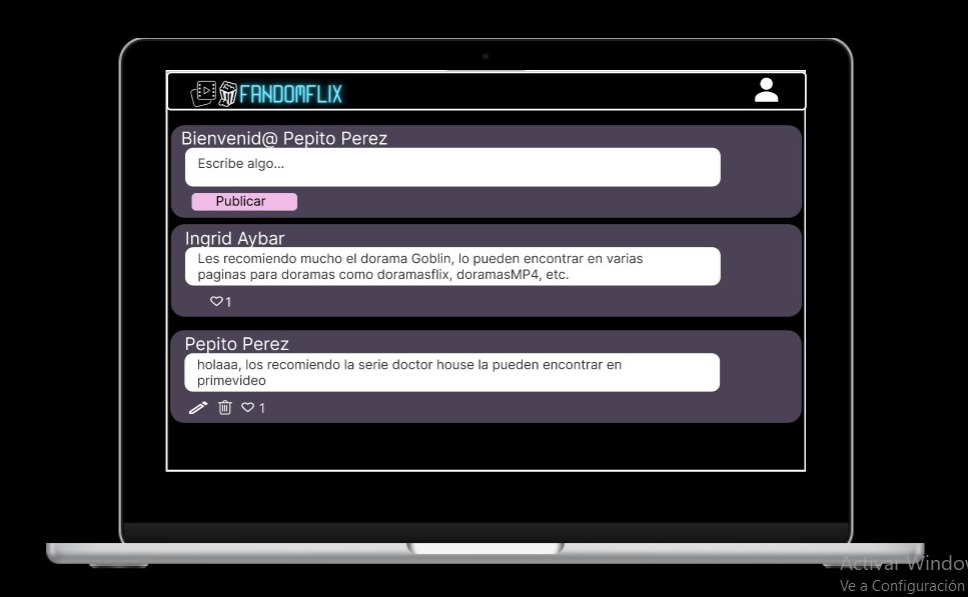 FANDOMFLIX
Bienvenid@ Pepito Perez
Escribe algo...
Publicar
Ingrid Aybar
Les recomiendo mucho el dorama Goblin, lo pueden encontrar en varias
paginas para doramas como doramasflix, doramasMP4, etc.
1
Pepito Perez
holaaa, los recomiendo la serie doctor house la pueden encontrar en
primevideo
1
Activar Window
Ve a Configuración